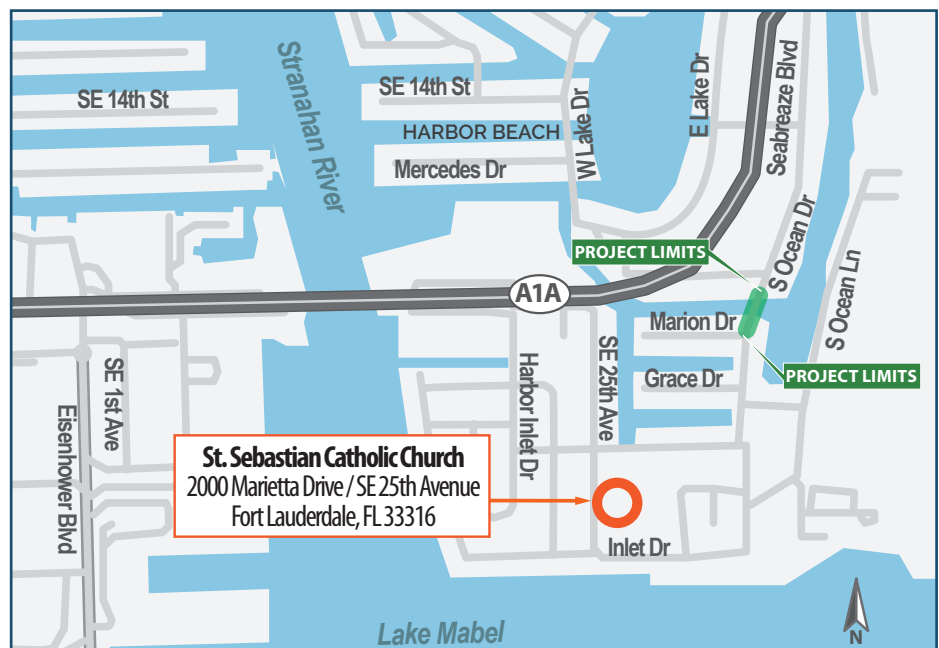 SE 14th St
Stranahan River
SE 14th St
HARBOR BEACH
Mercedes Dr
W Lake Dr
E Lake Dr
Seabreaze Blvd
PROJECT LIMITS
S Ocean Dr
S Ocean Ln
A1A
Marion Dr
PROJECT LIMITS
Grace Dr
SE 25th Ave
Harbor Inlet Dr
SE 1st Ave
Eisenhower Blvd
St. Sebastian Catholic Church
2000 Marietta Drive / SE 25th Avenue
Fort Lauderdale, FL 33316
Inlet Dr
Lake Mabel
N